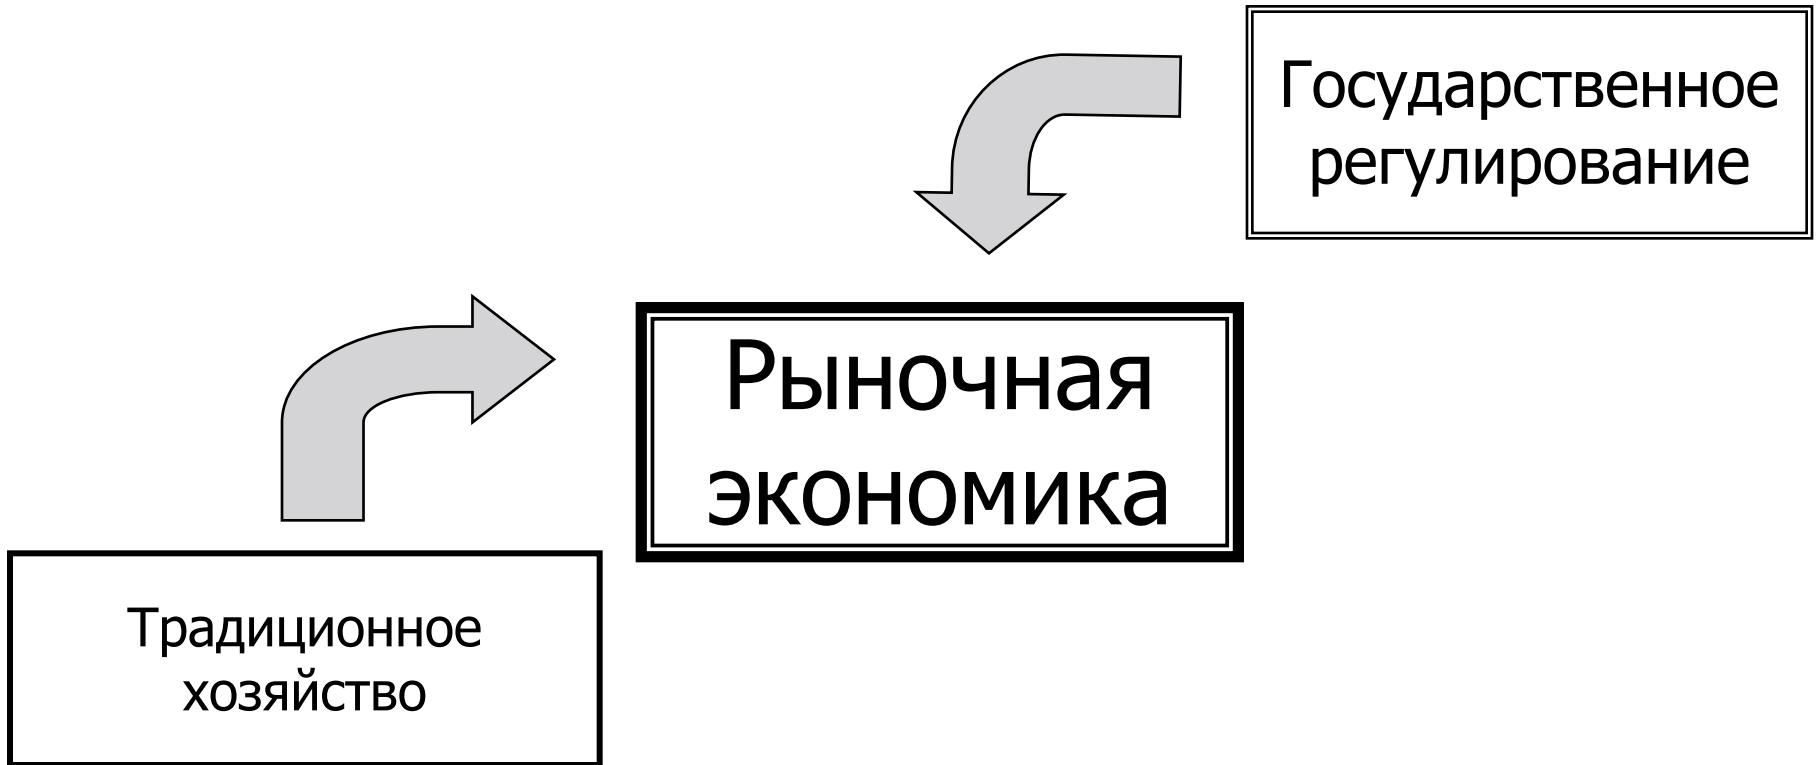 Государственное
регулирование
Рыночная
экономика
Традиционное
хозяйство